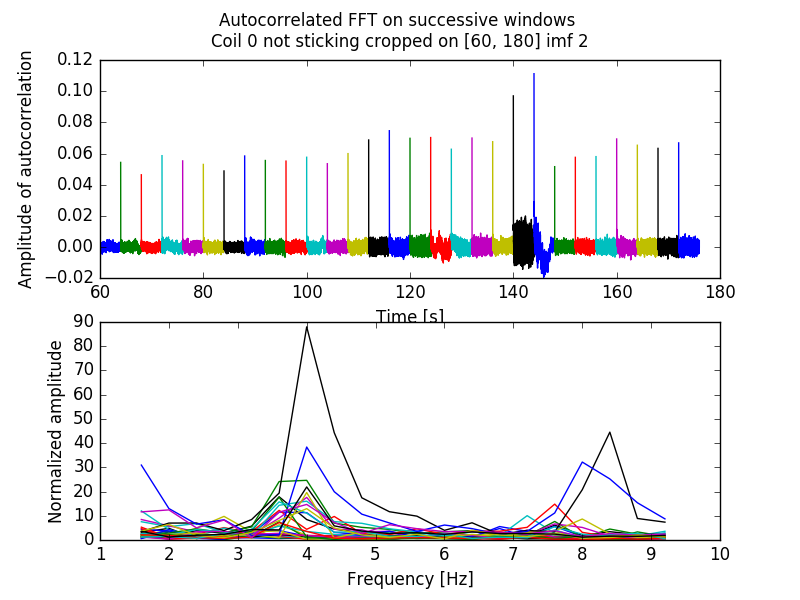 Autocorrelated FFT on successive windows
Coil 0 not sticking cropped on [60, 180] imf 2
Amplitude of autocorrelation
0.12
0.10
0.08
0.06
0.04
0.02
0.00
−0.02
60 80 100 120 140 160 180
Time [s]
Normalized amplitude
90
80
70
60
50
40
30
20
10
0
1 2 3 4 5 6 7 8 9 10
Frequency [Hz]